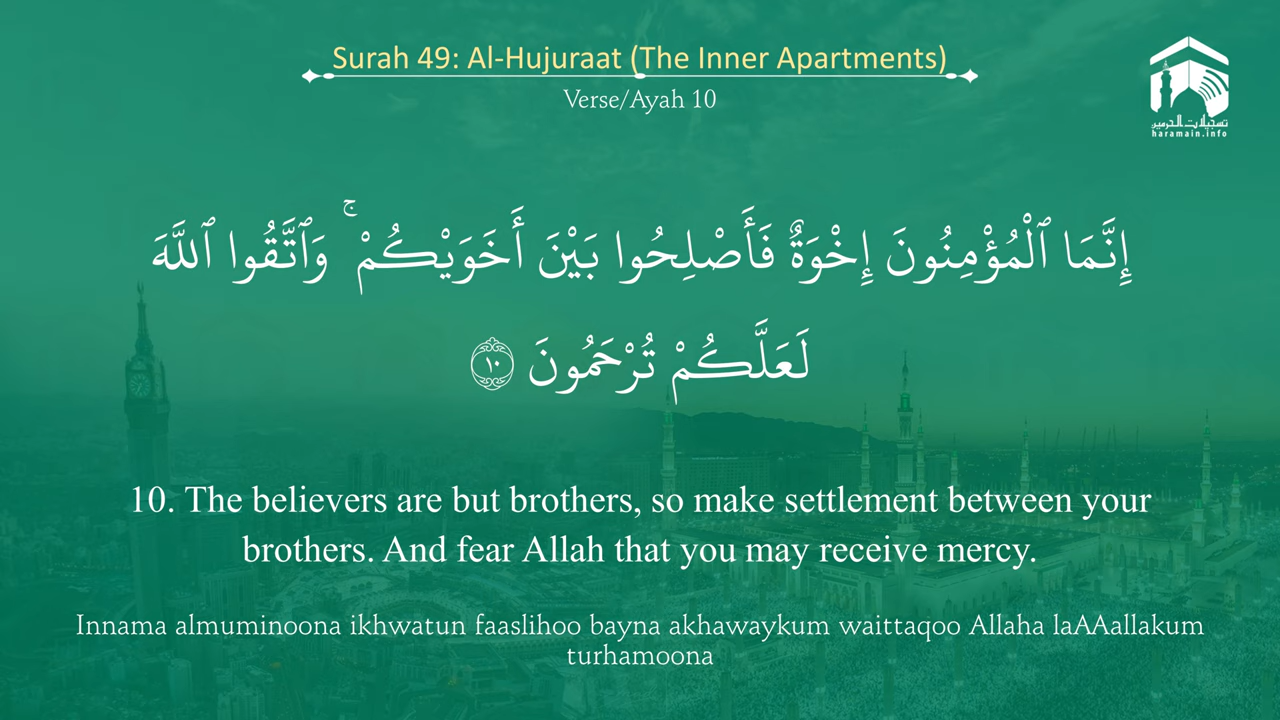 Surah 49: Al-Hujuraat (The Inner Apartments)
Verse/Ayah 10
تسجيلات الحرمين
haramain.info
إِنَّمَا ٱلْمُؤْمِنُونَ إِخْوَةٌ فَأَصْلِحُوا بَيْنَ أَخَوَيْكُمْ ۚ وَٱتَّقُوا ٱللَّهَ
لَعَلَّكُمْ تُرْحَمُونَ ١٠
10. The believers are but brothers, so make settlement between your
brothers. And fear Allah that you may receive mercy.
Innama almuminoona ikhwatun faaslihoo bayna akhawaykum waittaqoo Allaha laAAallakum
turhamoona